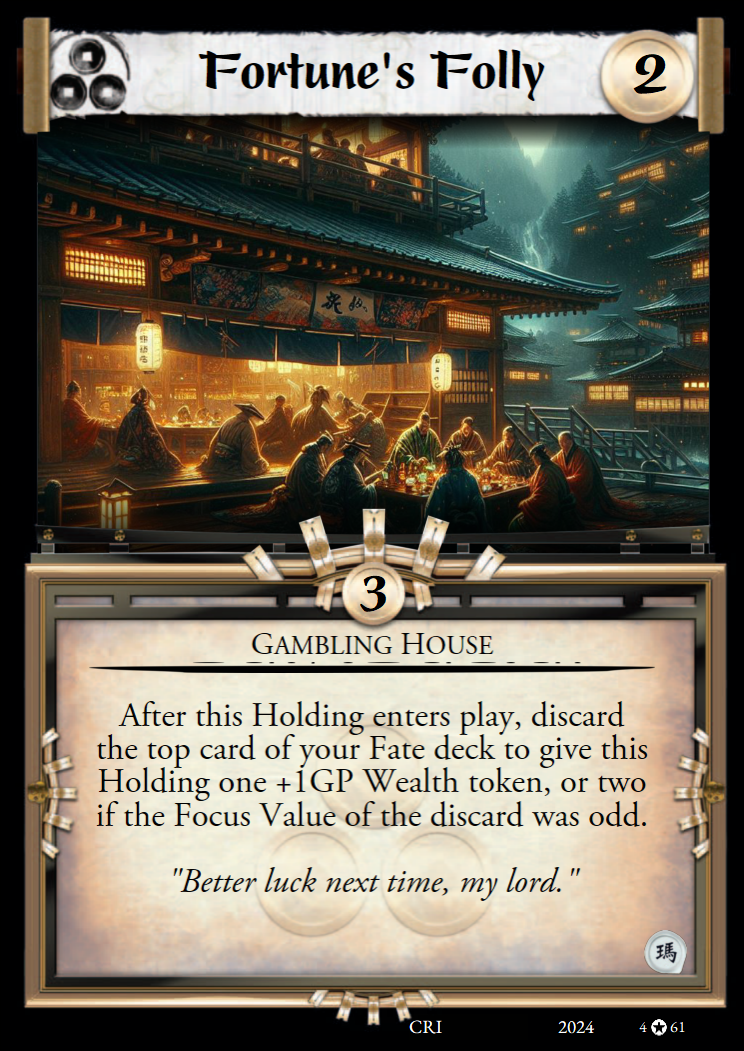 Fortune's Folly
2
3
GAMBLING HOUSE
After this Holding enters play, discard
the top card of your Fate deck to give this
Holding one +1GP Wealth token, or two
if the Focus Value of the discard was odd.
"Better luck next time, my lord."
瑪
CRI 2024 4 ✪ 61